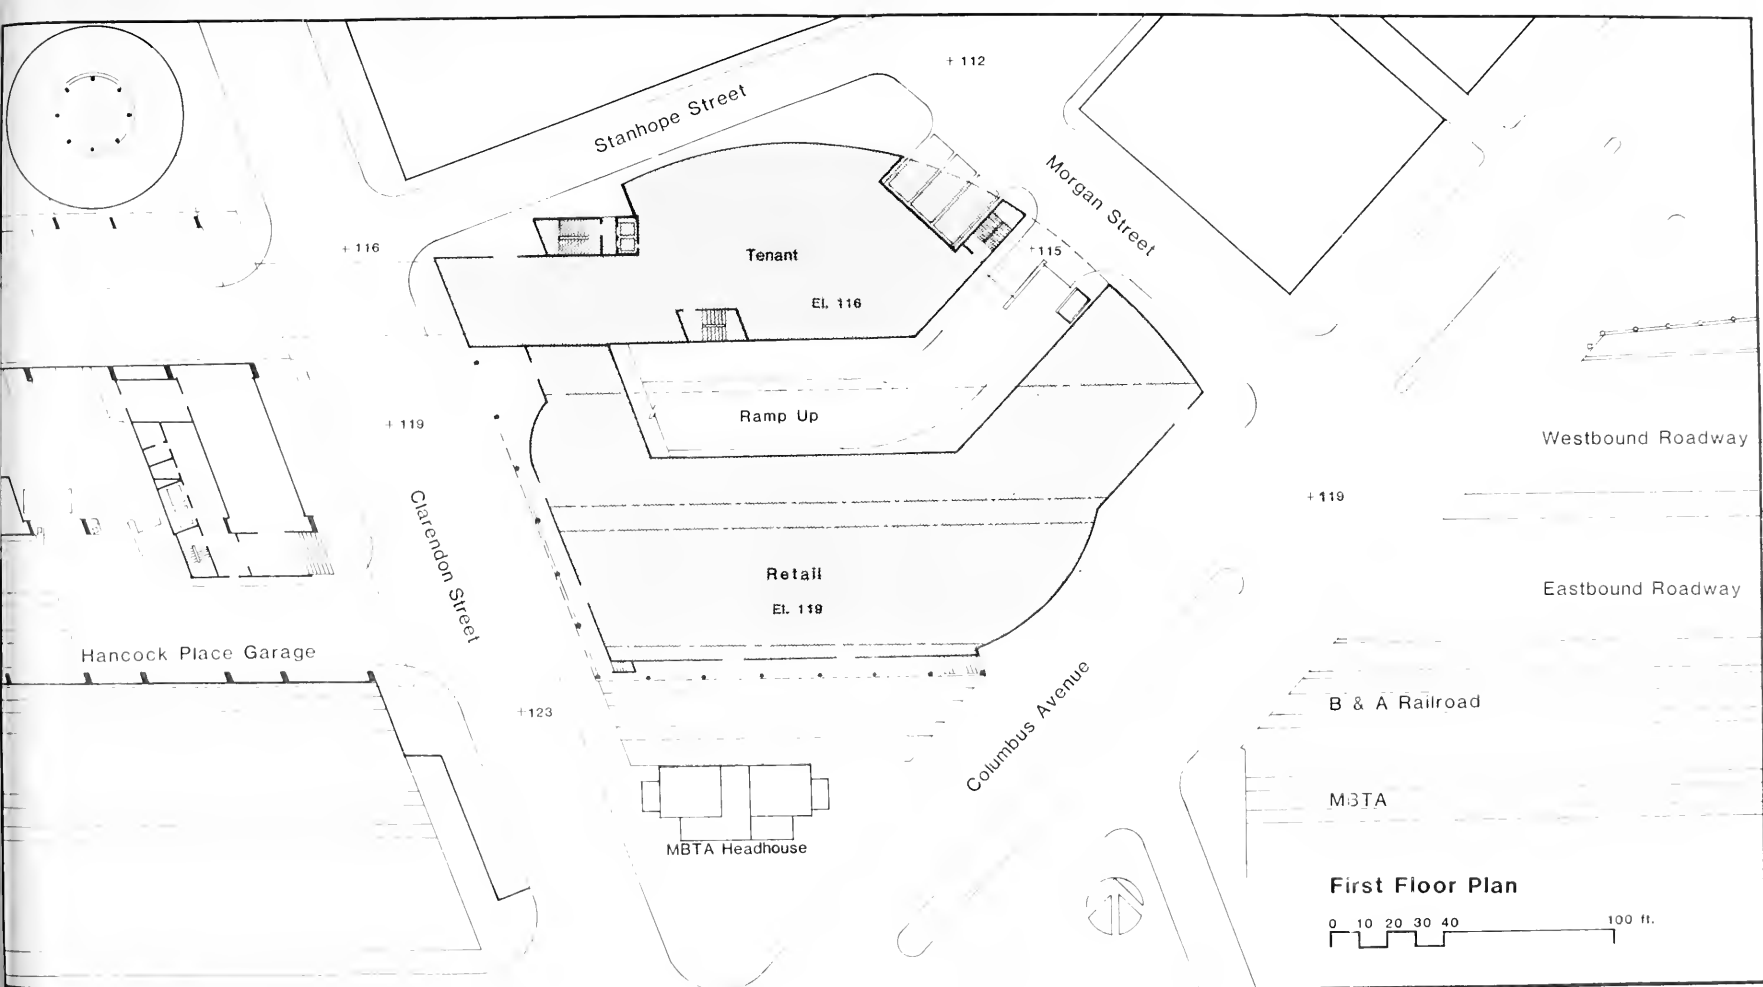 + 112
Stanhope Street
Morgan Street
+ 116
Tenant
+115
El. 116
Ramp Up
+ 119
Westbound Roadway
+119
Clarendon Street
Retail
El. 119
Eastbound Roadway
Hancock Place Garage
Columbus Avenue
B & A Railroad
+123
MBTA
MBTA Headhouse
First Floor Plan
0 10 20 30 40 100 ft.